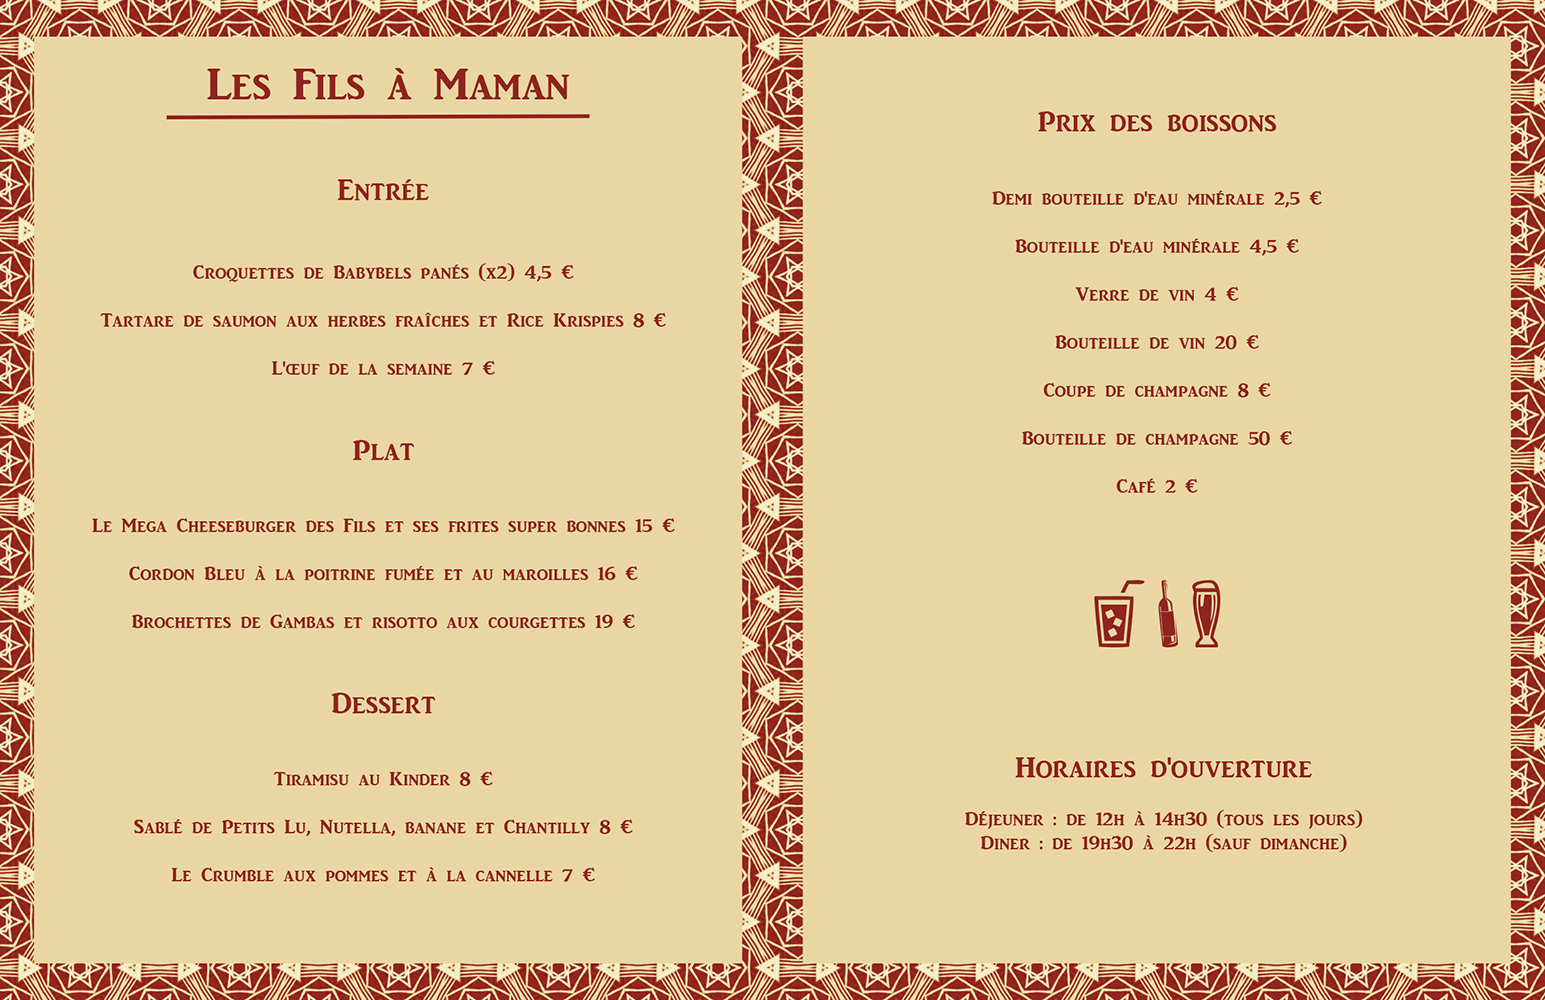 Les Fils à Maman
Entrée
Croquettes de Babybels panés (x2) 4,5 €
Tartare de saumon aux herbes fraîches et Rice Krispies 8 €
L'œuf de la semaine 7 €
Plat
Le Mega Cheeseburger des Fils et ses frites super bonnes 15 €
Cordon Bleu à la poitrine fumée et au maroilles 16 €
Brochettes de Gambas et risotto aux courgettes 19 €
Dessert
Tiramisu au Kinder 8 €
Sablé de Petits Lu, Nutella, banane et Chantilly 8 €
Le Crumble aux pommes et à la cannelle 7 €
Prix des boissons
Demi bouteille d'eau minérale 2,5 €
Bouteille d'eau minérale 4,5 €
Verre de vin 4 €
Bouteille de vin 20 €
Coupe de champagne 8 €
Bouteille de champagne 50 €
Café 2 €
Horaires d'ouverture
Déjeuner : de 12h à 14h30 (tous les jours)
Diner : de 19h30 à 22h (sauf dimanche)